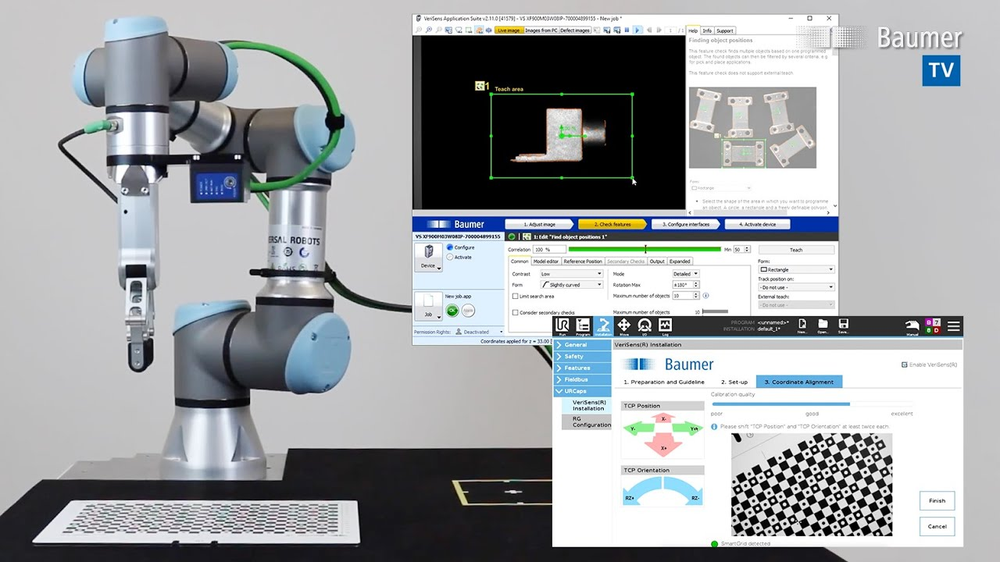 VeriSens Application Suite v2.11.0 [41579] - VS XF900M03W08IP-700004899155 - New job *
Live image
Images from PC
Defect images
1
/ 1
Help
Info
Support
Baumer
TV
Finding object positions
This feature check finds multiple objects based on one programmed
object. The found objects can then be filtered by several criteria, e.g
for pick and place applications.
This feature check does not support external teach.
1
Teach area
Form:
Rectangle
Select the shape of the area in which you want to programme
an object. A circle, a rectangle and a freely definable polygon
Baumer
1. Adjust image
2. Check features
3. Configure interfaces
4. Activate device
VS XF900M03W08IP-700004899155
1: Edit "Find object positions 1"
Configure
Activate
Device
Correlation
100 %
Min
50
Teach
Common
Model editor
Reference Position
Secondary Checks
Output
Expanded
Form:
Rectangle
Contrast
Low
Mode
Detailed
Track position on:
- Do not use -
Form
Slightly curved
Rotation Max
±180°
External teach:
- Do not use -
Limit search area
Maximum number of objects
10
Consider secondary checks
Maximum number of objects
10
New job.app
Job
OK
Permission Rights:
Deactivated
Coordinates applied for z = 33.00
ERSAL ROBOTS
Run
Program
Installation
Move
I/O
Log
PROGRAM <unnamed>*
INSTALLATION default_1*
New...
Open...
Save...
Manual
General
Safety
Features
Fieldbus
URCaps
VeriSens(R)
Installation
RG
Configuration
VeriSens(R) Installation
Baumer
Enable VeriSens(R)
1. Preparation and Guideline
2. Set-up
3. Coordinate Alignment
Calibration quality
poor
good
excellent
TCP Position
X-
Y-
Y+
X+
Please shift "TCP Position" and "TCP Orientation" at least twice each.
TCP Orientation
RZ+
RZ-
Finish
Cancel
SmartGrid detected